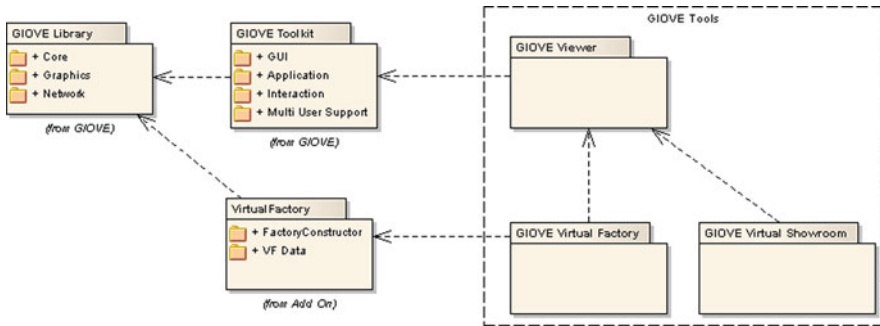 GIOVE Tools
GIOVE Library
+ Core
+ Graphics
+ Network
(from GIOVE)
GIOVE Toolkit
+ GUI
+ Application
+ Interaction
+ Multi User Support
(from GIOVE)
GIOVE Viewer
VirtualFactory
+ FactoryConstructor
+ VF Data
(from Add On)
GIOVE Virtual Factory
GIOVE Virtual Showroom